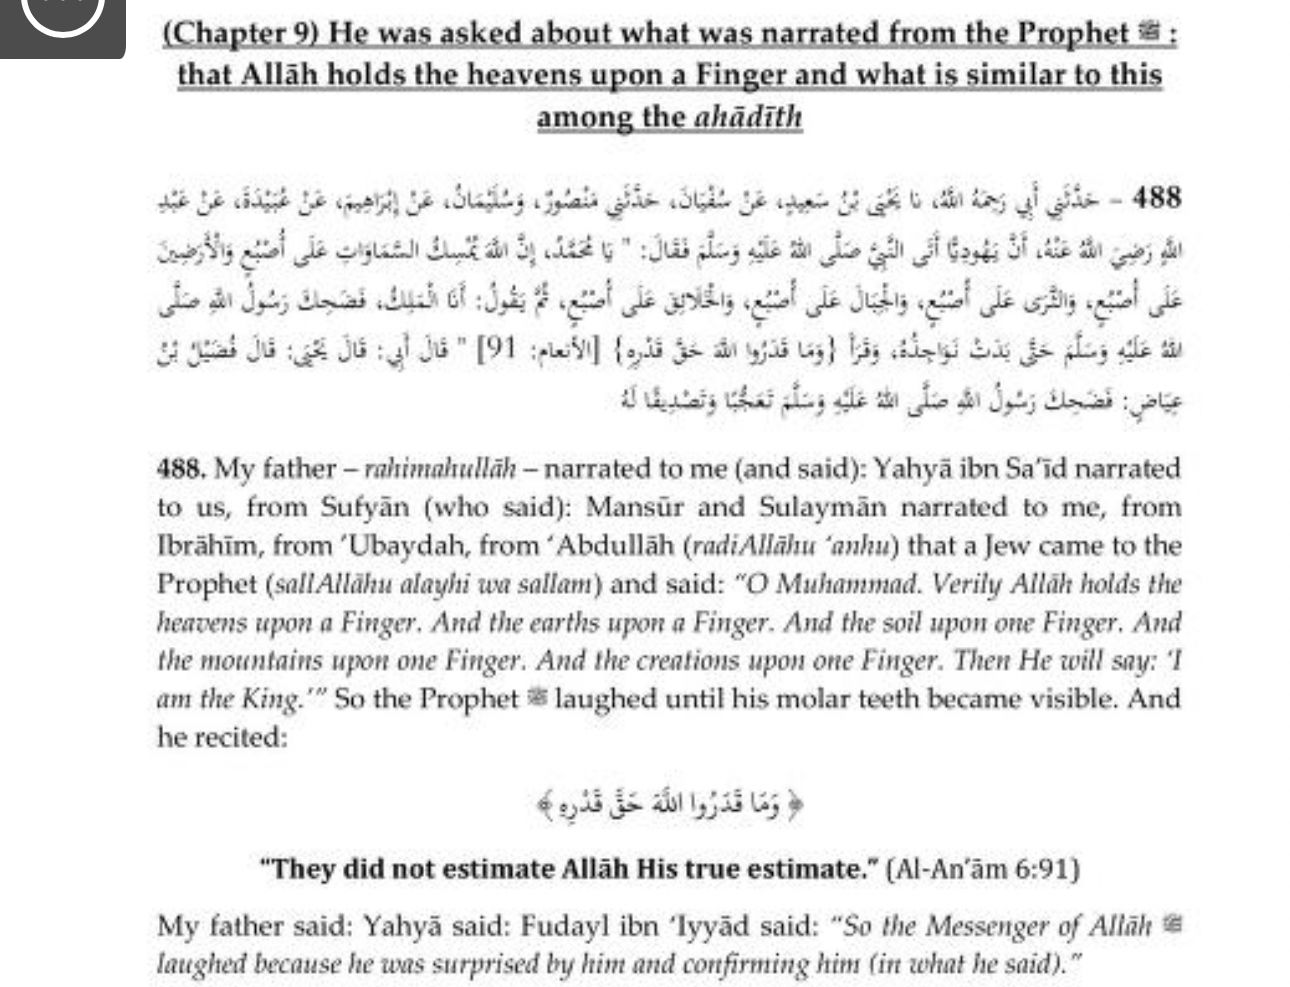 (Chapter 9) He was asked about what was narrated from the Prophet ﷺ :
that Allāh holds the heavens upon a Finger and what is similar to this
among the ahādīth
488 – حَدَّثَنِي أَبِي رَحِمَهُ اللَّهُ، نا يَحْيَى بْنُ سَعِيدٍ، عَنْ سُفْيَانَ، حَدَّثَنِي مَنْصُورٌ، وَسُلَيْمَانُ، عَنْ إِبْرَاهِيمَ، عَنْ عُبَيْدَةَ، عَنْ عَبْدِ
اللَّهِ رَضِيَ اللَّهُ عَنْهُ، أَنَّ يَهُودِيًّا أَتَى النَّبِيَّ صَلَّى اللهُ عَلَيْهِ وَسَلَّمَ فَقَالَ: " يَا مُحَمَّدُ، إِنَّ اللَّهَ يُمْسِكُ السَّمَاوَاتِ عَلَى أُصْبُعٍ وَالْأَرَضِينَ
عَلَى أُصْبُعٍ، وَالثَّرَى عَلَى أُصْبُعٍ، وَالْجِبَالَ عَلَى أُصْبُعٍ، وَالْخَلَائِقَ عَلَى أُصْبُعٍ، ثُمَّ يَقُولُ: أَنَا الْمَلِكُ، فَضَحِكَ رَسُولُ اللَّهِ صَلَّى
اللهُ عَلَيْهِ وَسَلَّمَ حَتَّى بَدَتْ نَوَاجِذُهُ، وَقَرَأَ {وَمَا قَدَرُوا اللَّهَ حَقَّ قَدْرِهِ} [الأنعام: 91] " قَالَ أَبِي: قَالَ يَحْيَى: قَالَ فُضَيْلُ بْنُ
عِيَاضٍ: فَضَحِكَ رَسُولُ اللَّهِ صَلَّى اللهُ عَلَيْهِ وَسَلَّمَ تَعَجُّبًا وَتَصْدِيقًا لَهُ
488. My father – rahimahullāh – narrated to me (and said): Yahyā ibn Sa’īd narrated
to us, from Sufyān (who said): Mansūr and Sulaymān narrated to me, from
Ibrāhīm, from ‘Ubaydah, from ‘Abdullāh (radiAllāhu ‘anhu) that a Jew came to the
Prophet (sallAllāhu alayhi wa sallam) and said: “O Muhammad. Verily Allāh holds the
heavens upon a Finger. And the earths upon a Finger. And the soil upon one Finger. And
the mountains upon one Finger. And the creations upon one Finger. Then He will say: ‘I
am the King.’” So the Prophet ﷺ laughed until his molar teeth became visible. And
he recited:
﴿ وَمَا قَدَرُوا اللَّهَ حَقَّ قَدْرِهِ ﴾
“They did not estimate Allāh His true estimate.” (Al-An’ām 6:91)
My father said: Yahyā said: Fudayl ibn ‘Iyyād said: “So the Messenger of Allāh ﷺ
laughed because he was surprised by him and confirming him (in what he said).”